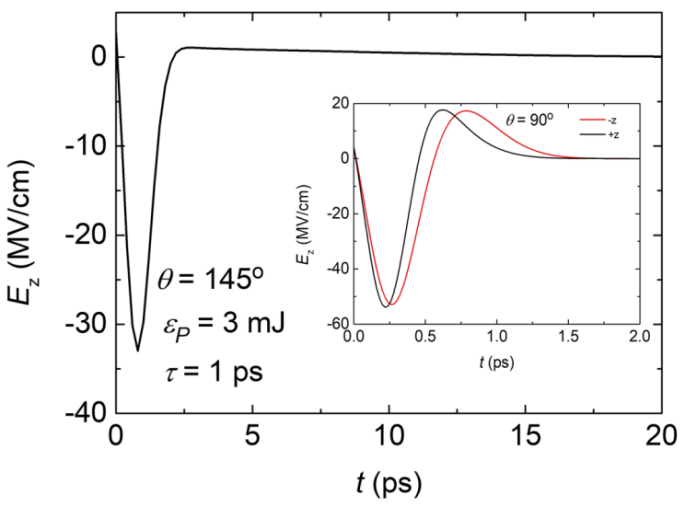 0
-10
-20
-30
-40
E_z (MV/cm)
0
5
10
15
20
t (ps)
θ = 145°
ε_P = 3 mJ
τ = 1 ps
20
0
-20
-40
-60
E_z (MV/cm)
0.0
0.5
1.0
1.5
2.0
t (ps)
θ = 90°
-z
+z